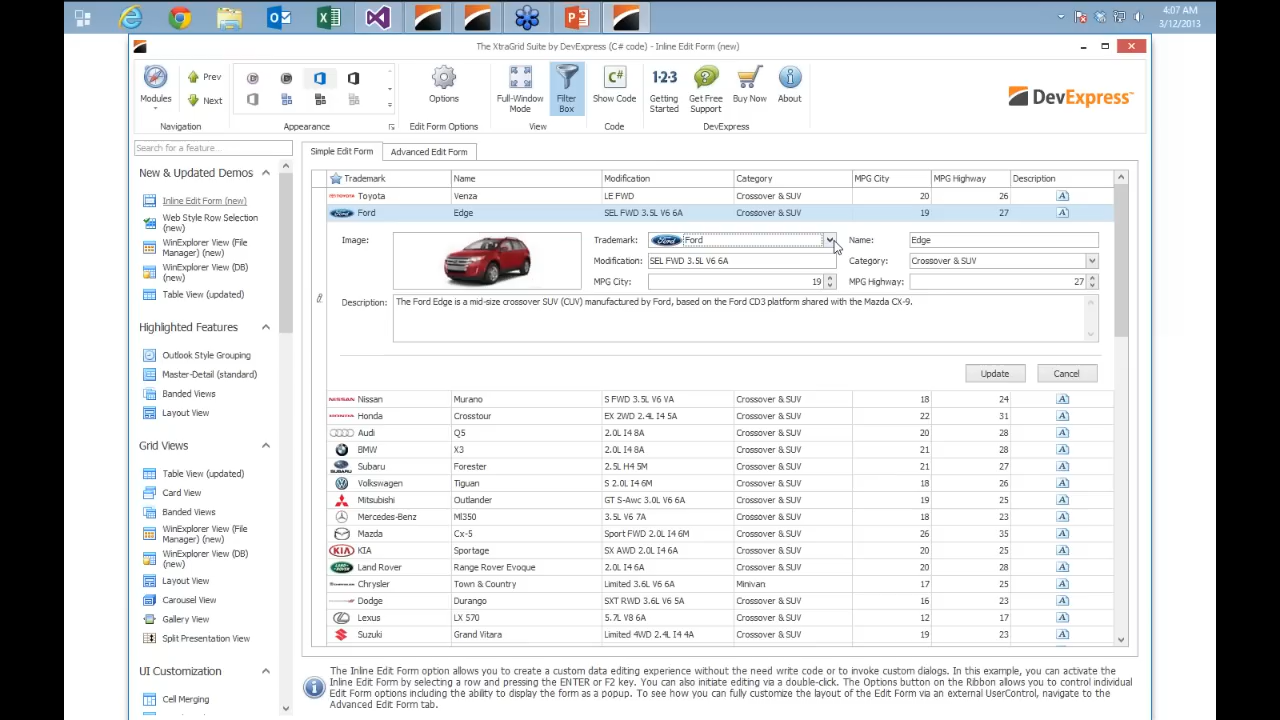 4:07 AM
3/12/2013
The XtraGrid Suite by DevExpress (C# code) - Inline Edit Form (new)
Modules
Prev
Next
Options
Full-Window Mode
Filter Box
C#
Show Code
1·2·3
Getting Started
Get Free Support
Buy Now
About
DevExpress
Navigation
Appearance
Edit Form Options
View
Code
DevExpress
Search for a feature...
Simple Edit Form
Advanced Edit Form
New & Updated Demos
Inline Edit Form (new)
Web Style Row Selection (new)
WinExplorer View (File Manager) (new)
WinExplorer View (DB) (new)
Table View (updated)
Highlighted Features
Outlook Style Grouping
Master-Detail (standard)
Banded Views
Layout View
Grid Views
Table View (updated)
Card View
Banded Views
WinExplorer View (File Manager) (new)
WinExplorer View (DB) (new)
Layout View
Carousel View
Gallery View
Split Presentation View
UI Customization
Cell Merging
Trademark Name Modification Category MPG City MPG Highway Description
Toyota Venza LE FWD Crossover & SUV 20 26
Ford Edge SEL FWD 3.5L V6 6A Crossover & SUV 19 27
Image: Trademark: Ford Name: Edge
Modification: SEL FWD 3.5L V6 6A Category: Crossover & SUV
MPG City: 19 MPG Highway: 27
Description: The Ford Edge is a mid-size crossover SUV (CUV) manufactured by Ford, based on the Ford CD3 platform shared with the Mazda CX-9.
Update Cancel
Nissan Murano S FWD 3.5L V6 VA Crossover & SUV 18 24
Honda Crosstour EX 2WD 2.4L I4 5A Crossover & SUV 22 31
Audi Q5 2.0L I4 8A Crossover & SUV 20 28
BMW X3 2.0L I4 8A Crossover & SUV 21 28
Subaru Forester 2.5L H4 5M Crossover & SUV 21 27
Volkswagen Tiguan S 2.0L I4 6M Crossover & SUV 18 26
Mitsubishi Outlander GT S-Awc 3.0L V6 6A Crossover & SUV 19 25
Mercedes-Benz Ml350 3.5L V6 7A Crossover & SUV 18 23
Mazda Cx-5 Sport FWD 2.0L I4 6M Crossover & SUV 26 35
KIA Sportage SX AWD 2.0L I4 6A Crossover & SUV 20 25
Land Rover Range Rover Evoque 2.0L I4 6A Crossover & SUV 20 28
Chrysler Town & Country Limited 3.6L V6 6A Minivan 17 25
Dodge Durango SXT RWD 3.6L V6 5A Crossover & SUV 16 23
Lexus LX 570 5.7L V8 6A Crossover & SUV 12 17
Suzuki Grand Vitara Limited 4WD 2.4L I4 4A Crossover & SUV 19 23
The Inline Edit Form option allows you to create a custom data editing experience without the need write code or to invoke custom dialogs. In this example, you can activate the
Inline Edit Form by selecting a row and pressing the ENTER or F2 key. You can also initiate editing via a double-click. The Options button on the Ribbon allows you to control individual
Edit Form options including the ability to display the form as a popup. To see how you can fully customize the layout of the Edit Form via an external UserControl, navigate to the
Advanced Edit Form tab.